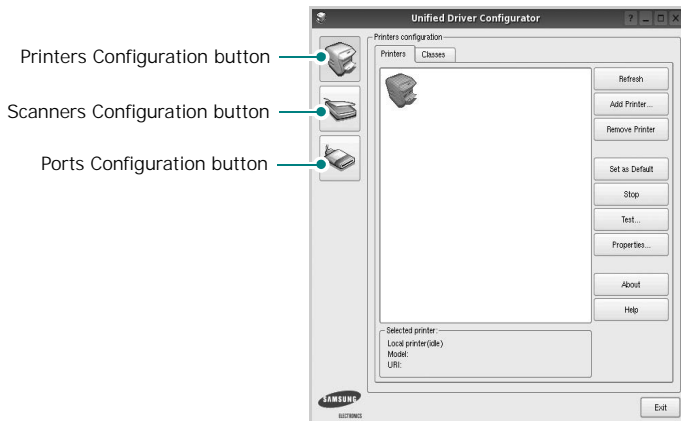 Unified Driver Configurator
Printers Configuration button
Scanners Configuration button
Ports Configuration button
Printers configuration
Printers
Classes
Refresh
Add Printer...
Remove Printer
Set as Default
Stop
Test...
Properties...
About
Help
Selected printer:
Local printer(idle)
Model:
URI:
SAMSUNG
ELECTRONICS
Exit